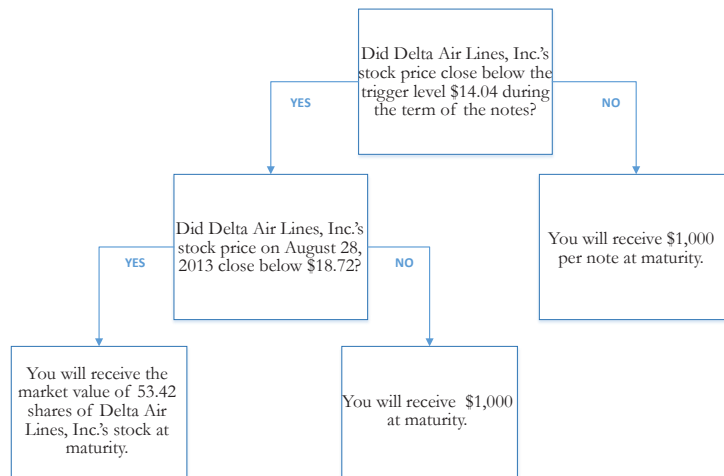 Did Delta Air Lines, Inc.'s
stock price close below the
trigger level $14.04 during
the term of the notes?
YES
NO
Did Delta Air Lines, Inc.'s
stock price on August 28,
2013 close below $18.72?
You will receive $1,000
per note at maturity.
YES
NO
You will receive the
market value of 53.42
shares of Delta Air
Lines, Inc.'s stock at
maturity.
You will receive $1,000
at maturity.